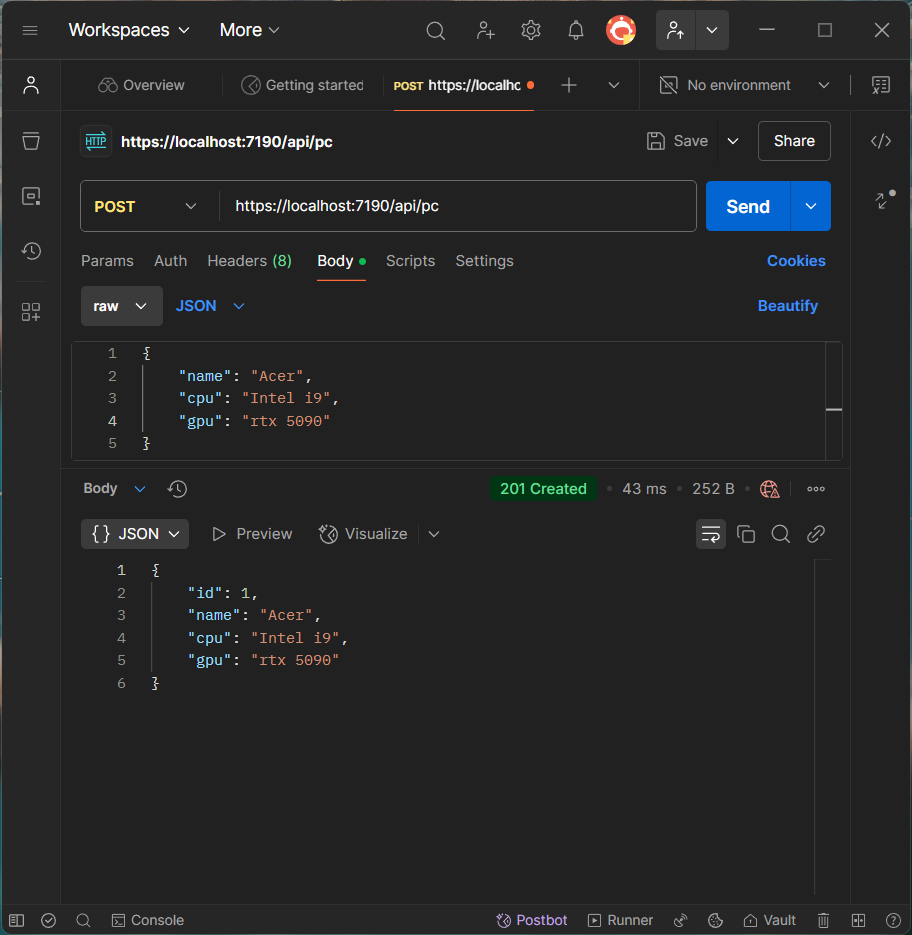 Workspaces More
Overview Getting started POST https://localhc No environment
HTTP https://localhost:7190/api/pc Save Share
POST https://localhost:7190/api/pc Send
Params Auth Headers (8) Body Scripts Settings Cookies
raw JSON Beautify
1 {
2 "name": "Acer",
3 "cpu": "Intel i9",
4 "gpu": "rtx 5090"
5 }
Body 201 Created • 43 ms • 252 B •
{} JSON Preview Visualize
1 {
2 "id": 1,
3 "name": "Acer",
4 "cpu": "Intel i9",
5 "gpu": "rtx 5090"
6 }
Console Postbot Runner Vault